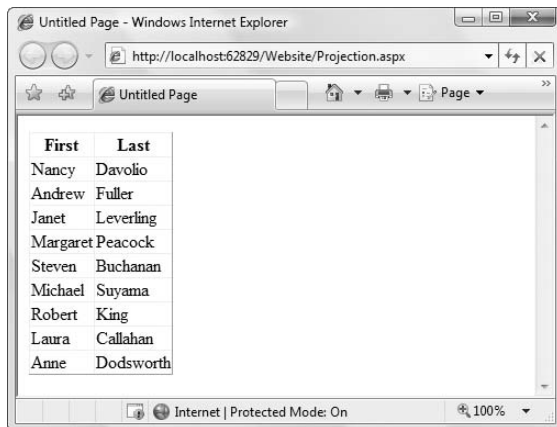 Untitled Page - Windows Internet Explorer
http://localhost:62829/Website/Projection.aspx
Untitled Page
Page
First Last
Nancy Davolio
Andrew Fuller
Janet Leverling
Margaret Peacock
Steven Buchanan
Michael Suyama
Robert King
Laura Callahan
Anne Dodsworth
Internet | Protected Mode: On 100%